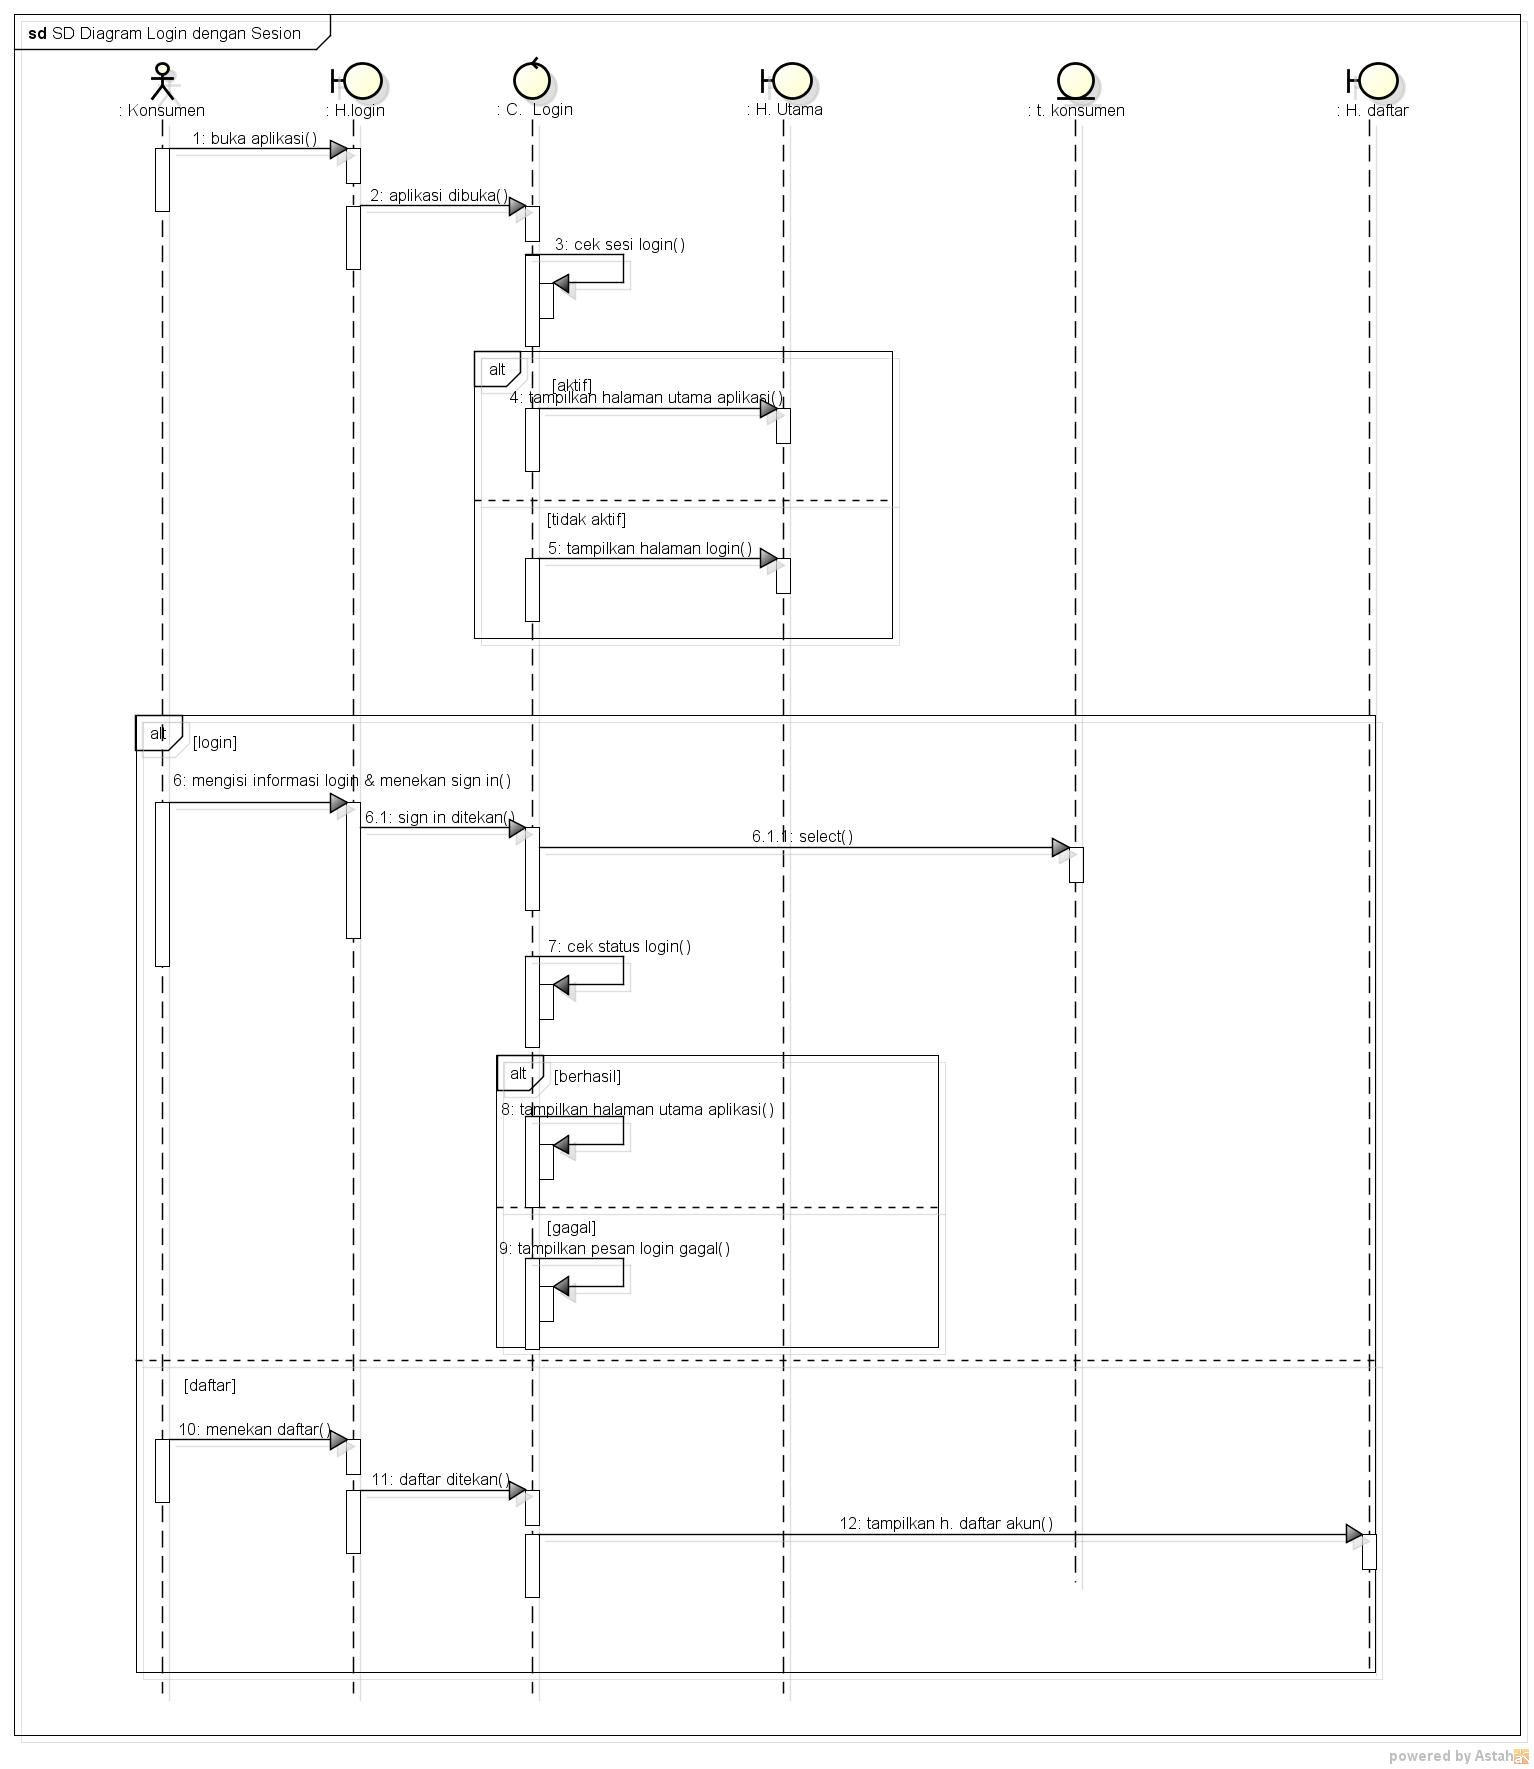 sd SD Diagram Login dengan Sesion
: Konsumen
: H.login
: C. Login
: H. Utama
: t. konsumen
: H. daftar
1: buka aplikasi()
2: aplikasi dibuka()
3: cek sesi login()
alt
[aktif]
4: tampilkan halaman utama aplikasi()
[tidak aktif]
5: tampilkan halaman login()
alt
[login]
6: mengisi informasi login & menekan sign in()
6.1: sign in ditekan()
6.1.1: select()
7: cek status login()
alt
[berhasil]
8: tampilkan halaman utama aplikasi()
[gagal]
9: tampilkan pesan login gagal()
[daftar]
10: menekan daftar()
11: daftar ditekan()
12: tampilkan h. daftar akun()
powered by Astah